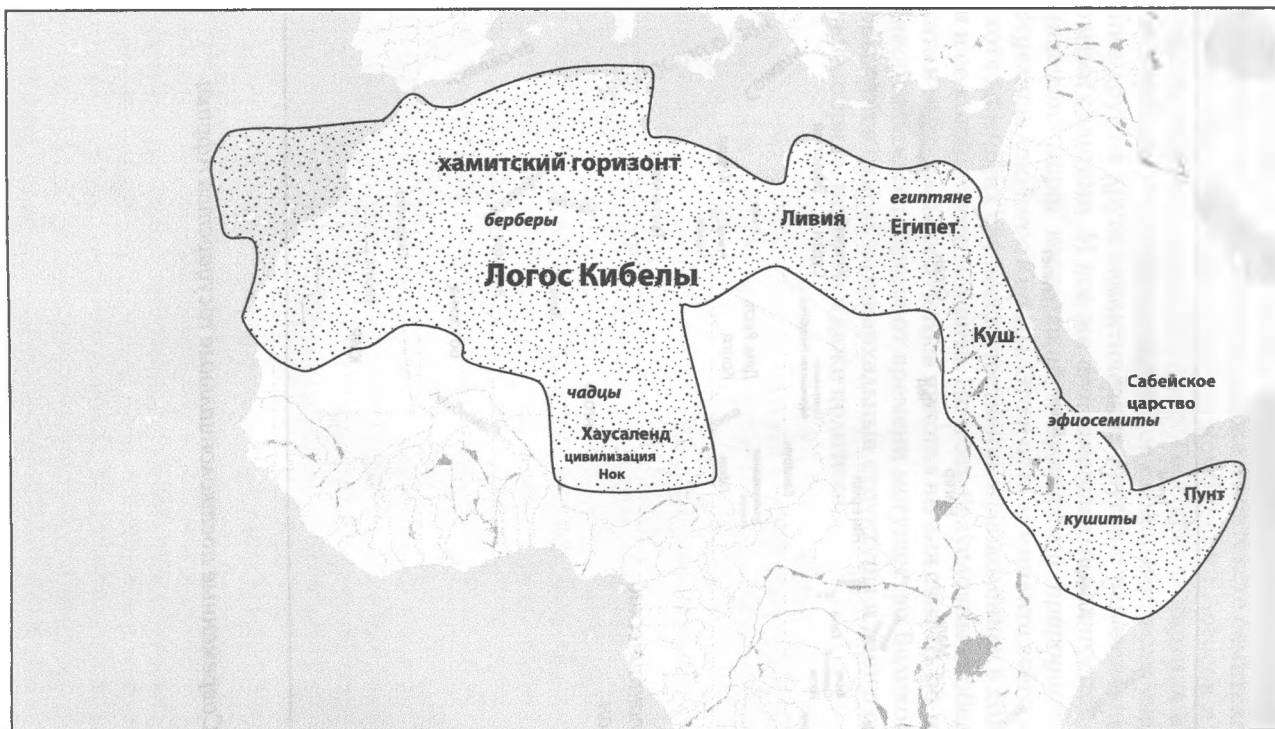 хамитский горизонт
берберы
Ливия
египтяне
Египет
Логос Кибелы
Куш
чадцы
Сабейское
царство
эфиосемиты
Хаусаленд
цивилизация
Нок
Пунт
кушиты